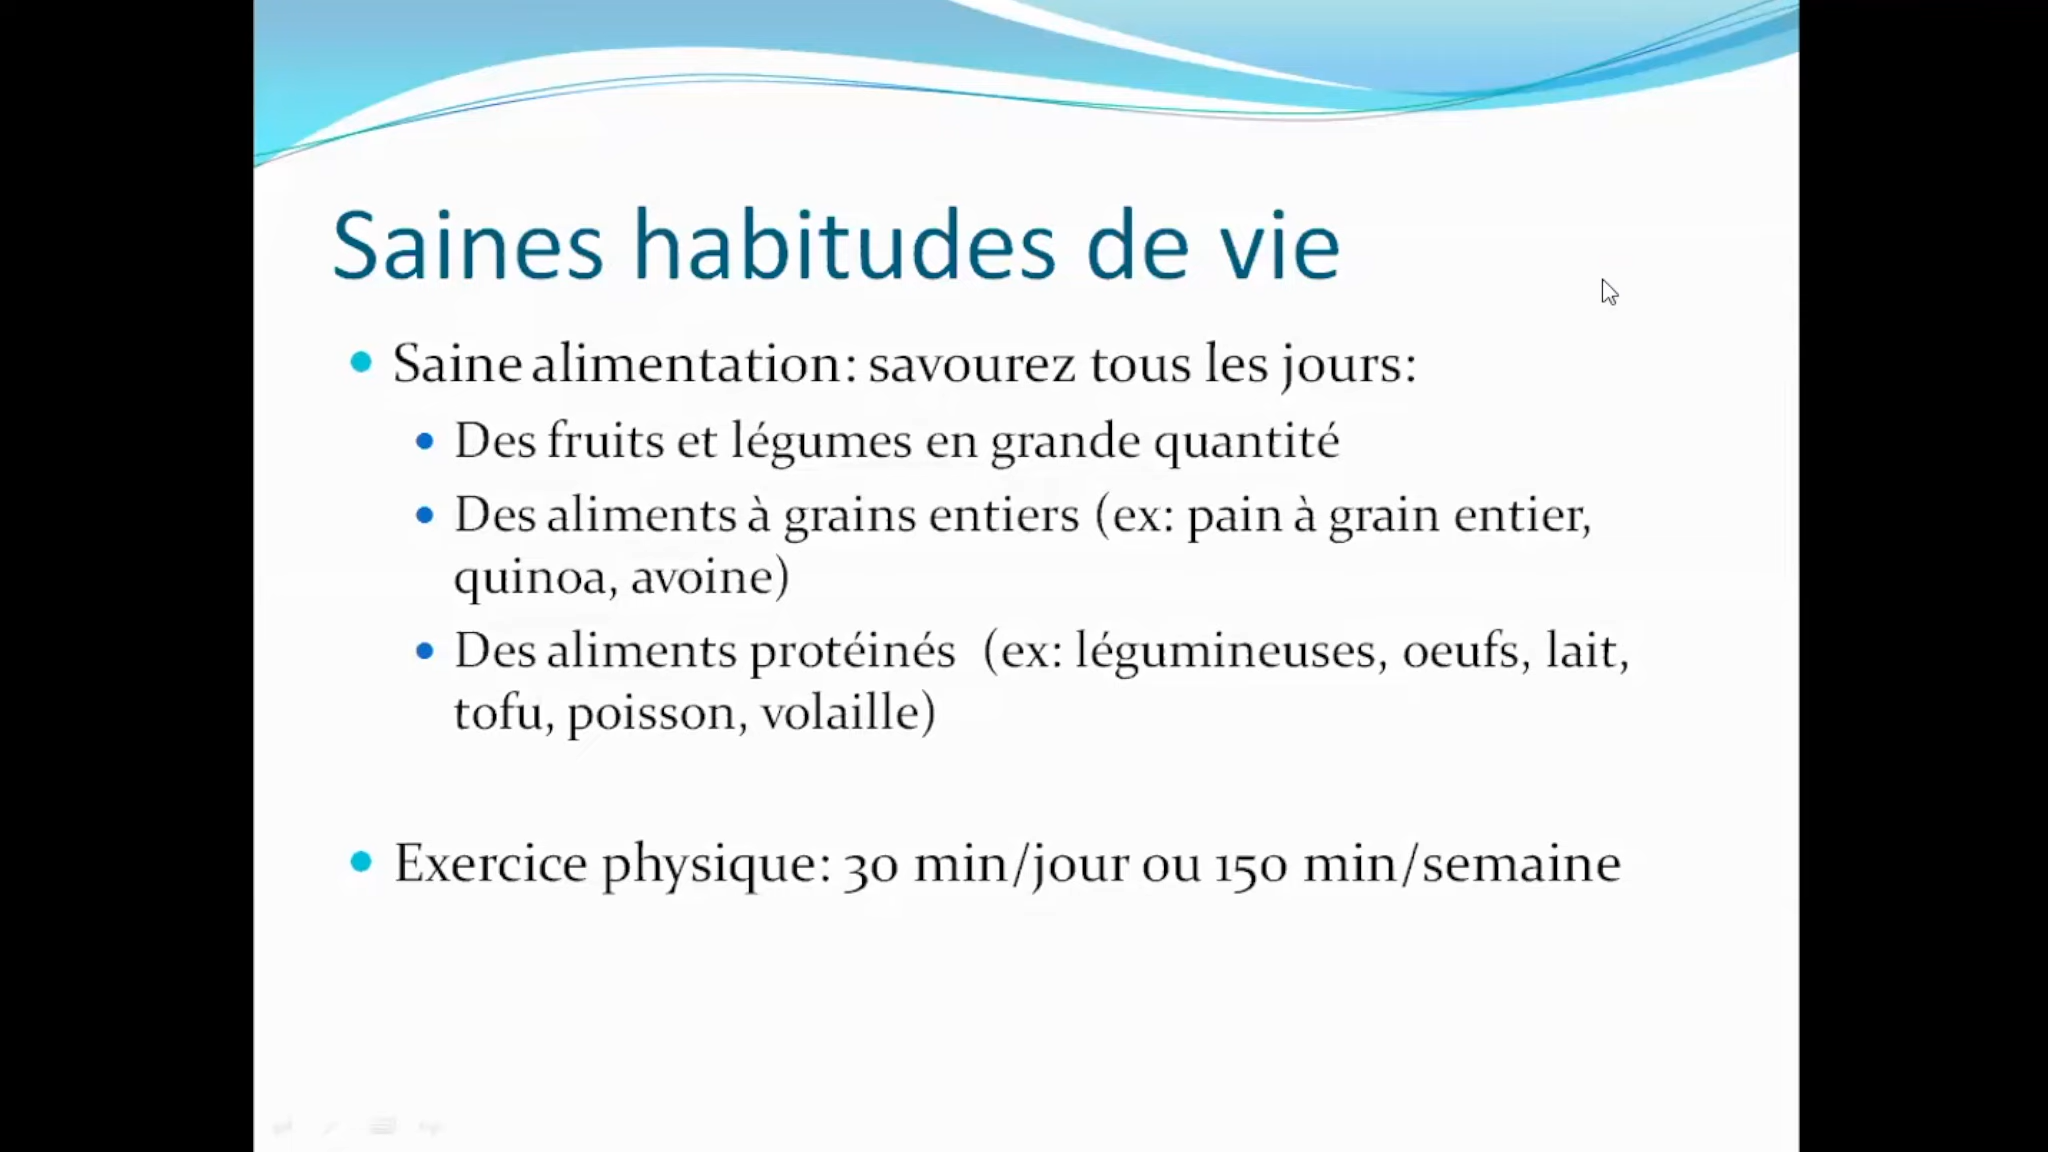 Saines habitudes de vie
Saine alimentation: savourez tous les jours:
Des fruits et légumes en grande quantité
Des aliments à grains entiers (ex: pain à grain entier,
quinoa, avoine)
Des aliments protéinés (ex: légumineuses, oeufs, lait,
tofu, poisson, volaille)
Exercice physique: 30 min/jour ou 150 min/semaine